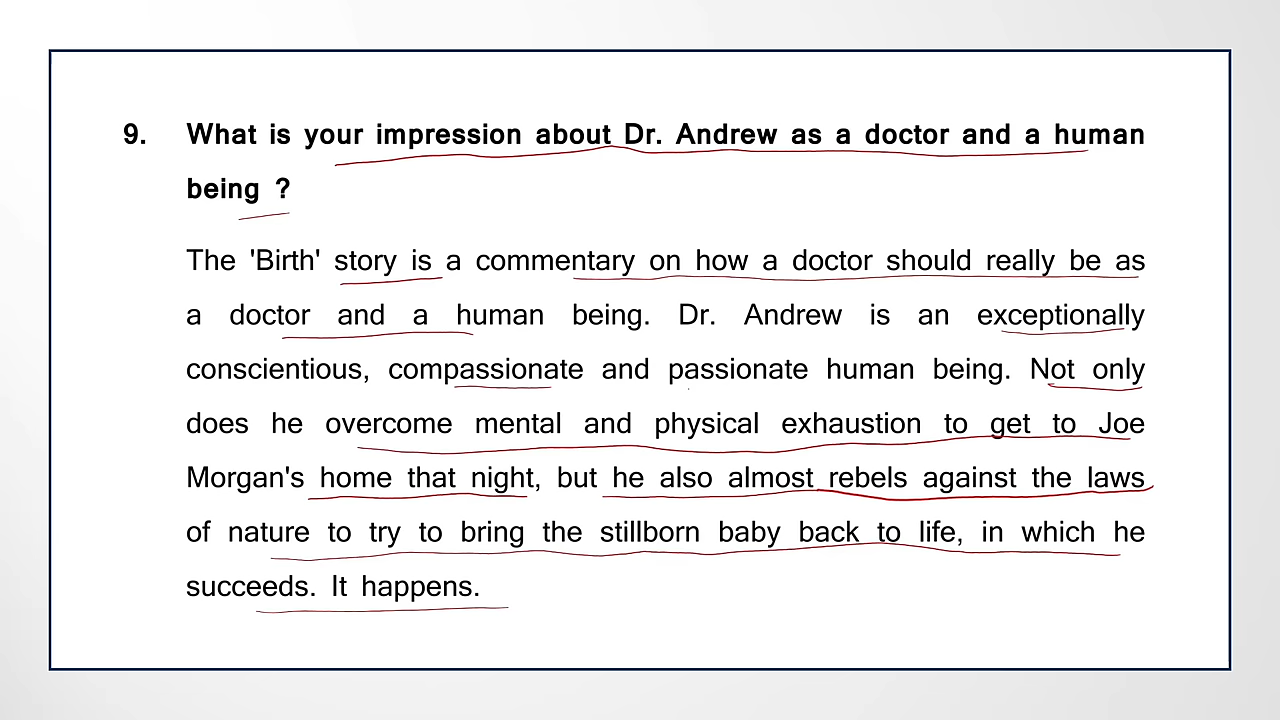 9. What is your impression about Dr. Andrew as a doctor and a human
being ?
The 'Birth' story is a commentary on how a doctor should really be as
a doctor and a human being. Dr. Andrew is an exceptionally
conscientious, compassionate and passionate human being. Not only
does he overcome mental and physical exhaustion to get to Joe
Morgan's home that night, but he also almost rebels against the laws
of nature to try to bring the stillborn baby back to life, in which he
succeeds. It happens.